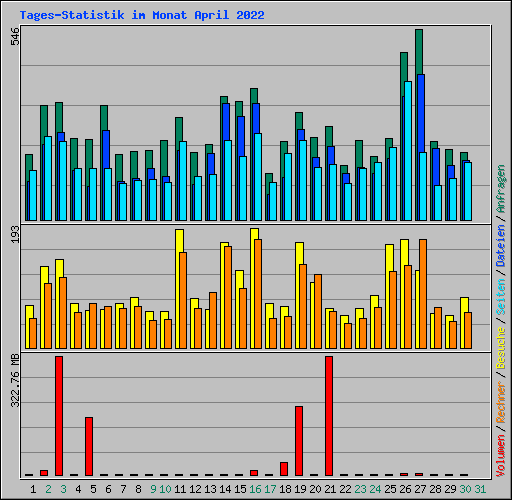 Tages-Statistik im Monat April 2022
546
193
322.76 MB
Volumen / Rechner / Besuche / Seiten / Dateien / Anfragen
1 2 3 4 5 6 7 8 9 10 11 12 13 14 15 16 17 18 19 20 21 22 23 24 25 26 27 28 29 30 31